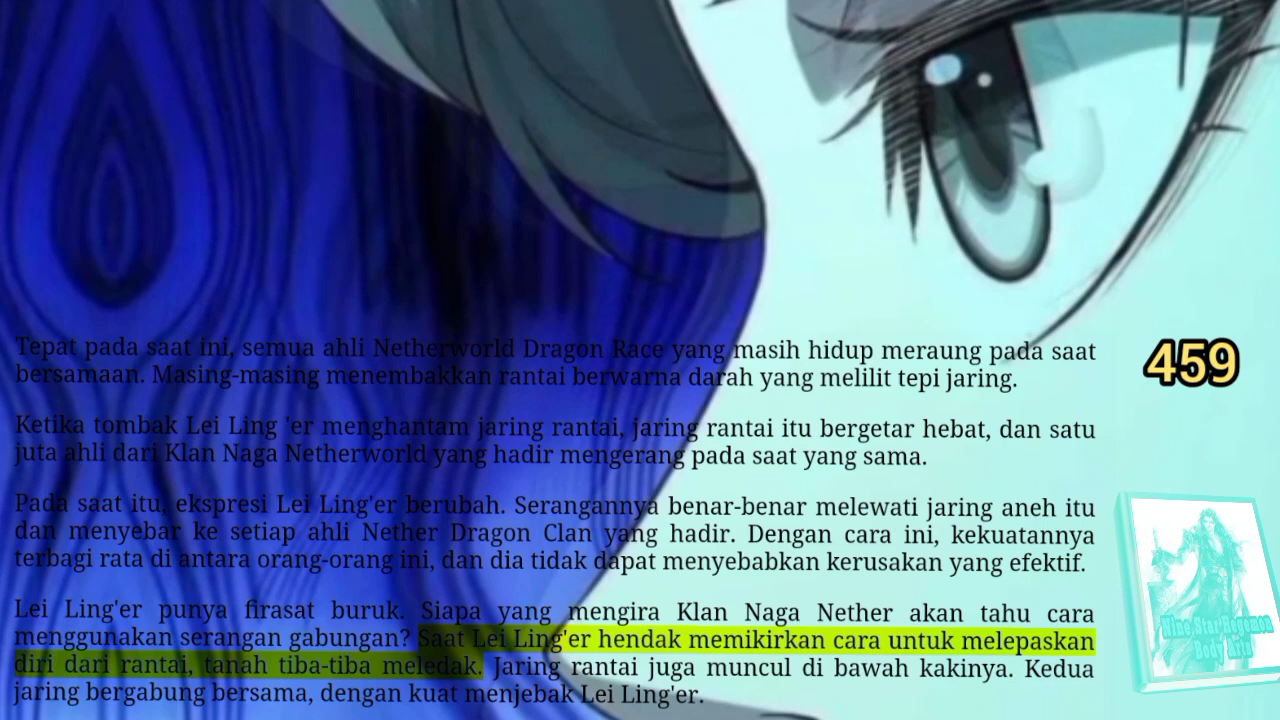 Tepat pada saat ini, semua ahli Netherworld Dragon Race yang masih hidup meraung pada saat
bersamaan. Masing-masing menembakkan rantai berwarna darah yang melilit tepi jaring.
459
Ketika tombak Lei Ling 'er menghantam jaring rantai, jaring rantai itu bergetar hebat, dan satu
juta ahli dari Klan Naga Netherworld yang hadir mengerang pada saat yang sama.
Pada saat itu, ekspresi Lei Ling'er berubah. Serangannya benar-benar melewati jaring aneh itu
dan menyebar ke setiap ahli Nether Dragon Clan yang hadir. Dengan cara ini, kekuatannya
terbagi rata di antara orang-orang ini, dan dia tidak dapat menyebabkan kerusakan yang efektif.
Lei Ling'er punya firasat buruk. Siapa yang mengira Klan Naga Nether akan tahu cara
menggunakan serangan gabungan? Saat Lei Ling'er hendak memikirkan cara untuk melepaskan
diri dari rantai, tanah tiba-tiba meledak. Jaring rantai juga muncul di bawah kakinya. Kedua
jaring bergabung bersama, dengan kuat menjebak Lei Ling'er.
Nine Star Hegemon
Body Arts